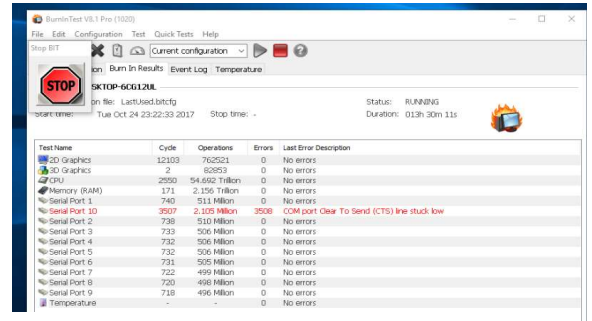 BurnInTest V8.1 Pro (1020)
File Edit Configuration Test Quick Tests Help
Stop BIT
Current configuration
on Burn In Results Event Log Temperature
STOP
SKTOP-6CG12UL
on file: LastUsed.bitcfg Status: RUNNING
Start time: Tue Oct 24 23:22:33 2017 Stop time: - Duration: 013h 30m 11s
Test Name Cycle Operations Errors Last Error Description
2D Graphics 12103 762521 0 No errors
3D Graphics 2 82853 0 No errors
CPU 2550 54.692 Trillion 0 No errors
Memory (RAM) 171 2.156 Trillion 0 No errors
Serial Port 1 740 511 Million 0 No errors
Serial Port 10 3507 2.105 Million 3508 COM port Clear To Send (CTS) line stuck low
Serial Port 2 738 510 Million 0 No errors
Serial Port 3 733 506 Million 0 No errors
Serial Port 4 732 506 Million 0 No errors
Serial Port 5 732 506 Million 0 No errors
Serial Port 6 731 505 Million 0 No errors
Serial Port 7 722 499 Million 0 No errors
Serial Port 8 720 498 Million 0 No errors
Serial Port 9 718 496 Million 0 No errors
Temperature - - 0 No errors